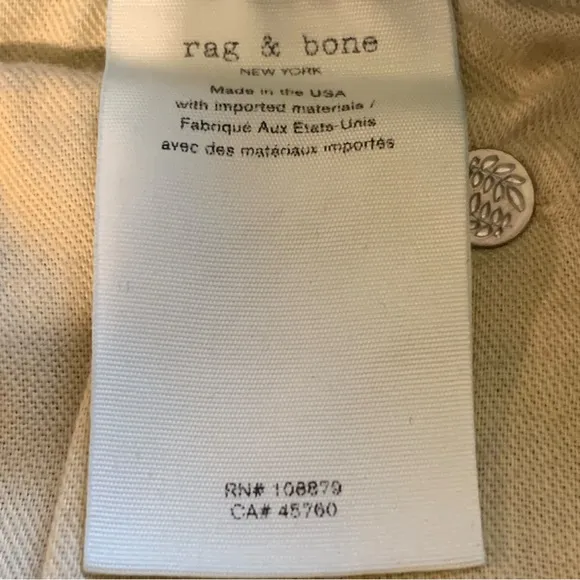 rag & bone
NEW YORK
Made in the USA
with imported materials /
Fabriqué Aux États-Unis
avec des matériaux importés
RN# 108879
CA# 45760